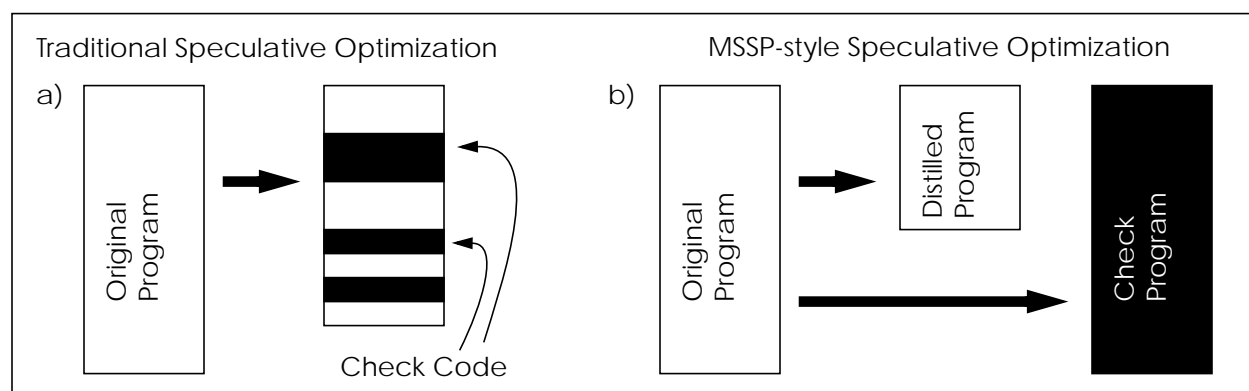 Traditional Speculative Optimization
MSSP-style Speculative Optimization
a)
Original
Program
Check Code
b)
Original
Program
Distilled
Program
Check
Program